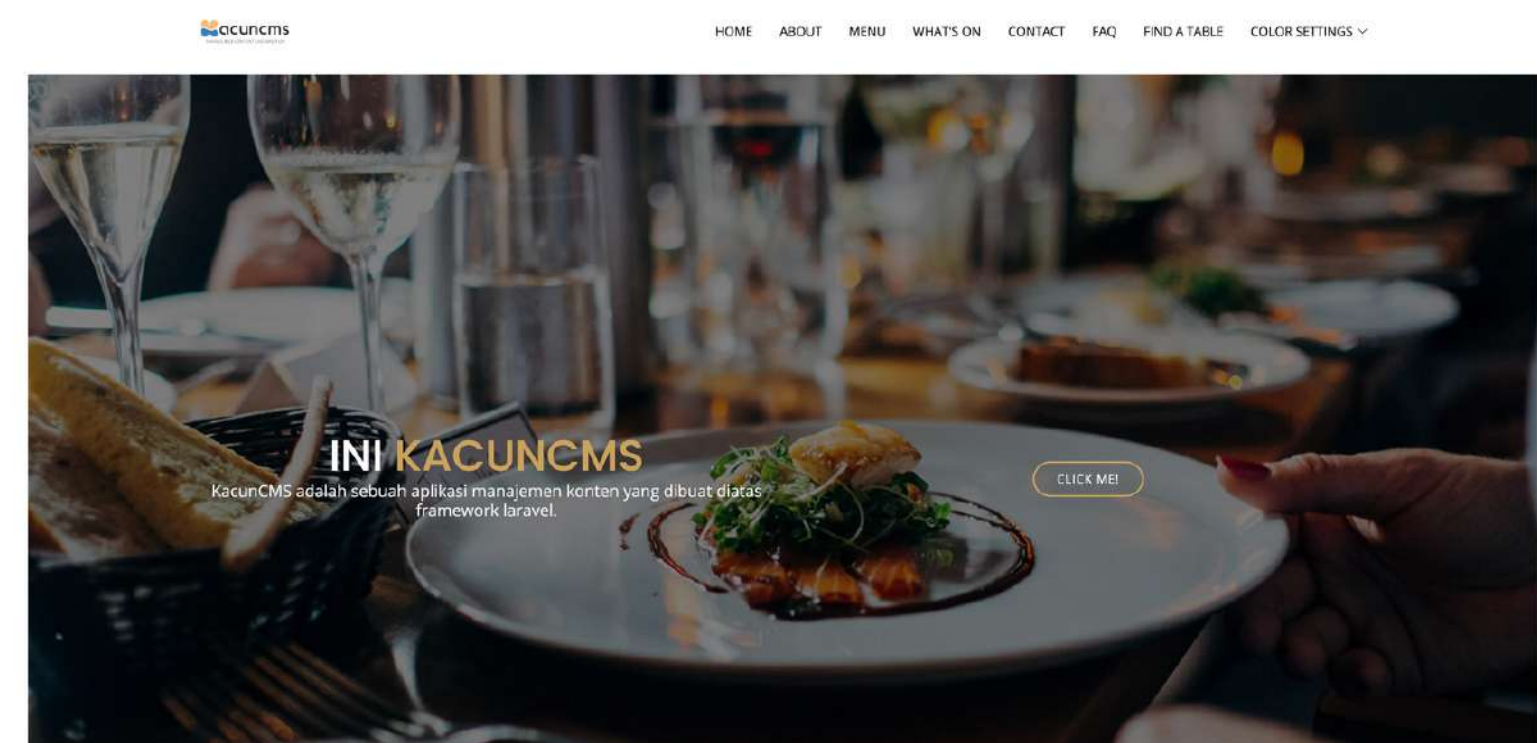 acuncms
HOME ABOUT MENU WHAT'S ON CONTACT FAQ FIND A TABLE COLOR SETTINGS
INI KACUNCMS
KacunCMS adalah sebuah aplikasi manajemen konten yang dibuat diatas
framework laravel.
CLICK ME!